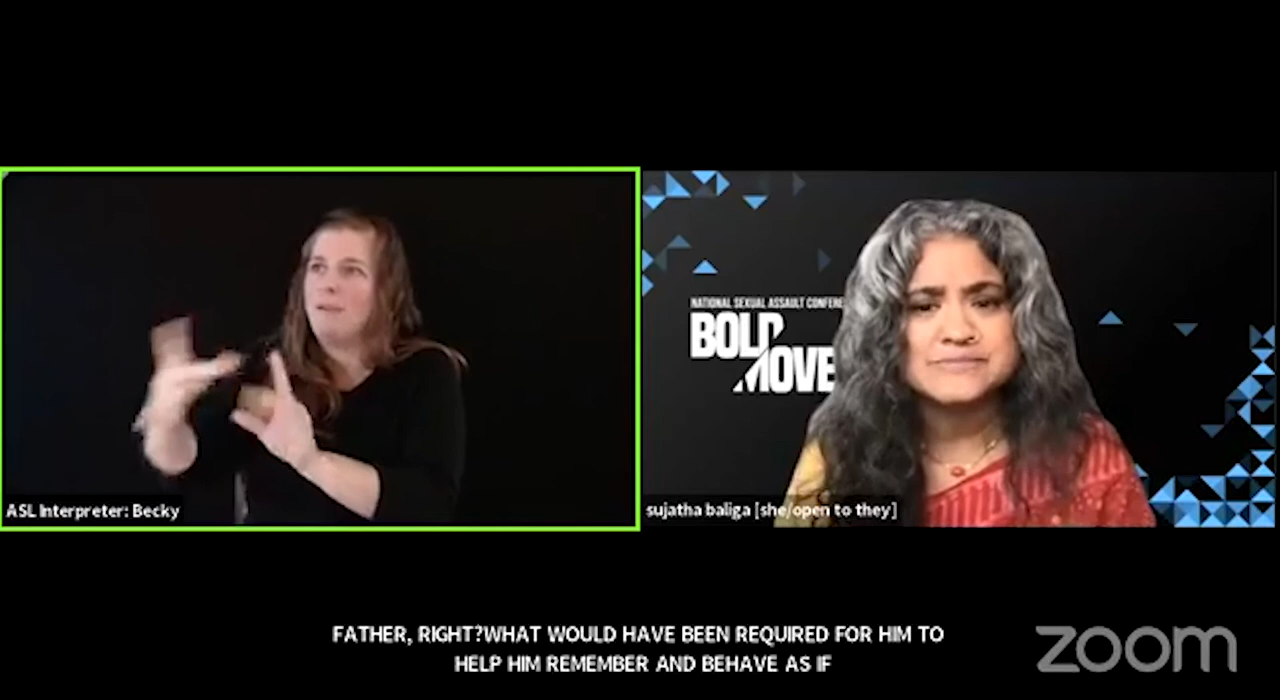 NATIONAL SEXUAL ASSAULT
BOLD
MOVE
ASL Interpreter: Becky
sujatha baliga [she/open to they]
FATHER, RIGHT?WHAT WOULD HAVE BEEN REQUIRED FOR HIM TO
HELP HIM REMEMBER AND BEHAVE AS IF
zoom